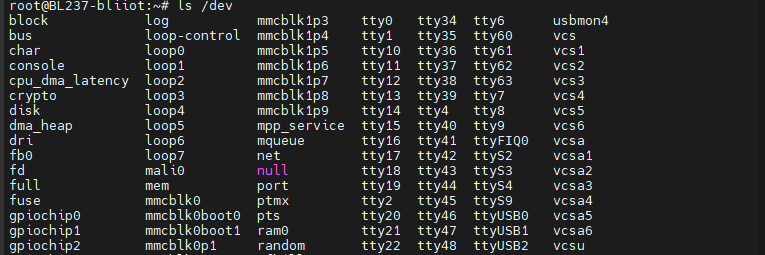 root@BL237-bliiot:~# ls /dev
block log mmcblk1p3 tty0 tty34 tty6 usbmon4
bus loop-control mmcblk1p4 tty1 tty35 tty60 vcs
char loop0 mmcblk1p5 tty10 tty36 tty61 vcs1
console loop1 mmcblk1p6 tty11 tty37 tty62 vcs2
cpu_dma_latency loop2 mmcblk1p7 tty12 tty38 tty63 vcs3
crypto loop3 mmcblk1p8 tty13 tty39 tty7 vcs4
disk loop4 mmcblk1p9 tty14 tty4 tty8 vcs5
dma_heap loop5 mpp_service tty15 tty40 tty9 vcs6
dri loop6 mqueue tty16 tty41 ttyFIQ0 vcsa
fb0 loop7 net tty17 tty42 ttyS2 vcsa1
fd mali0 null tty18 tty43 ttyS3 vcsa2
full mem port tty19 tty44 ttyS4 vcsa3
fuse mmcblk0 ptmx tty2 tty45 ttyS9 vcsa4
gpiochip0 mmcblk0boot0 pts tty20 tty46 ttyUSB0 vcsa5
gpiochip1 mmcblk0boot1 ram0 tty21 tty47 ttyUSB1 vcsa6
gpiochip2 mmcblk0p1 random tty22 tty48 ttyUSB2 vcsu